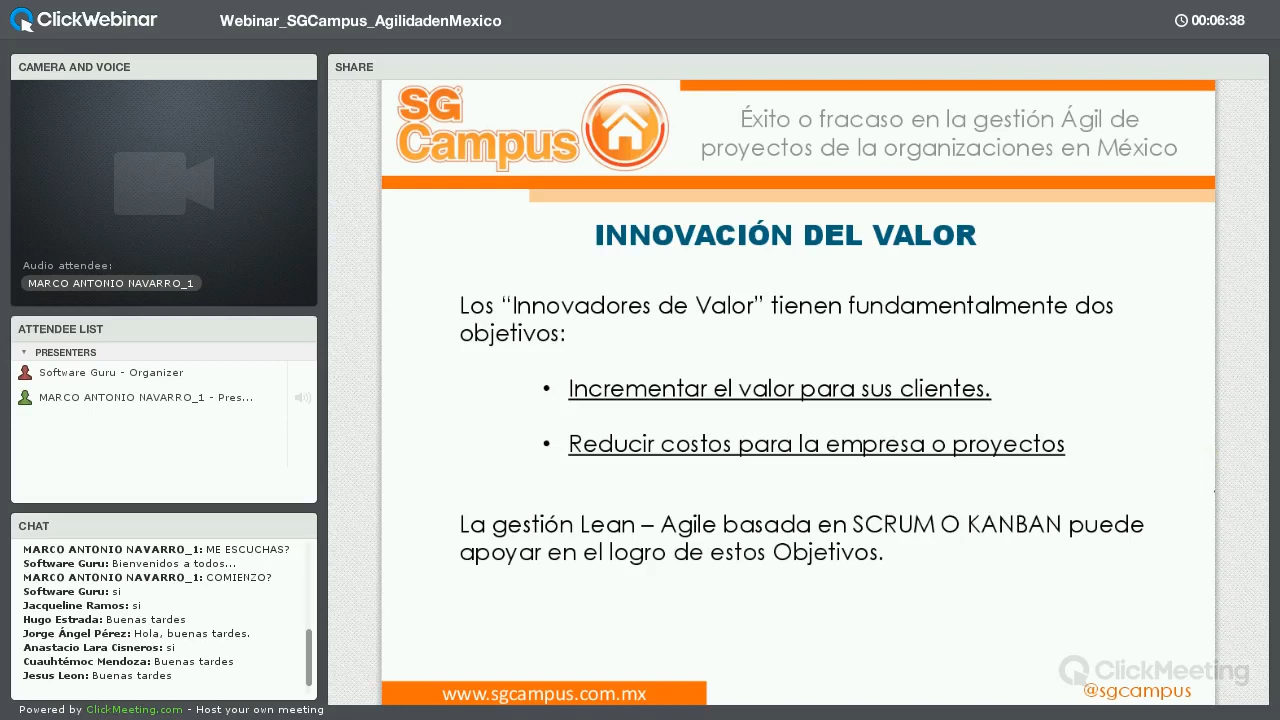 ClickWebinar
Webinar_SGCampus_AgilidadenMexico
00:06:38
CAMERA AND VOICE
Audio attendee:
MARCO ANTONIO NAVARRO_1
ATTENDEE LIST
PRESENTERS
Software Guru - Organizer
MARCO ANTONIO NAVARRO_1 - Pres...
CHAT
MARCO ANTONIO NAVARRO_1: ME ESCUCHAS?
Software Guru: Bienvenidos a todos...
MARCO ANTONIO NAVARRO_1: COMIENZO?
Software Guru: si
Jacqueline Ramos: si
Hugo Estrada: Buenas tardes
Jorge Ángel Pérez: Hola, buenas tardes.
Anastacio Lara Cisneros: si
Cuauhtémoc Mendoza: Buenas tardes
Jesus Leon: Buenas tardes
Powered by ClickMeeting.com - Host your own meeting
SHARE
SG
Campus
Éxito o fracaso en la gestión Ágil de
proyectos de la organizaciones en México
INNOVACIÓN DEL VALOR
Los “Innovadores de Valor” tienen fundamentalmente dos
objetivos:
• Incrementar el valor para sus clientes.
• Reducir costos para la empresa o proyectos
La gestión Lean – Agile basada en SCRUM O KANBAN puede
apoyar en el logro de estos Objetivos.
www.sgcampus.com.mx
ClickMeeting
@sgcampus